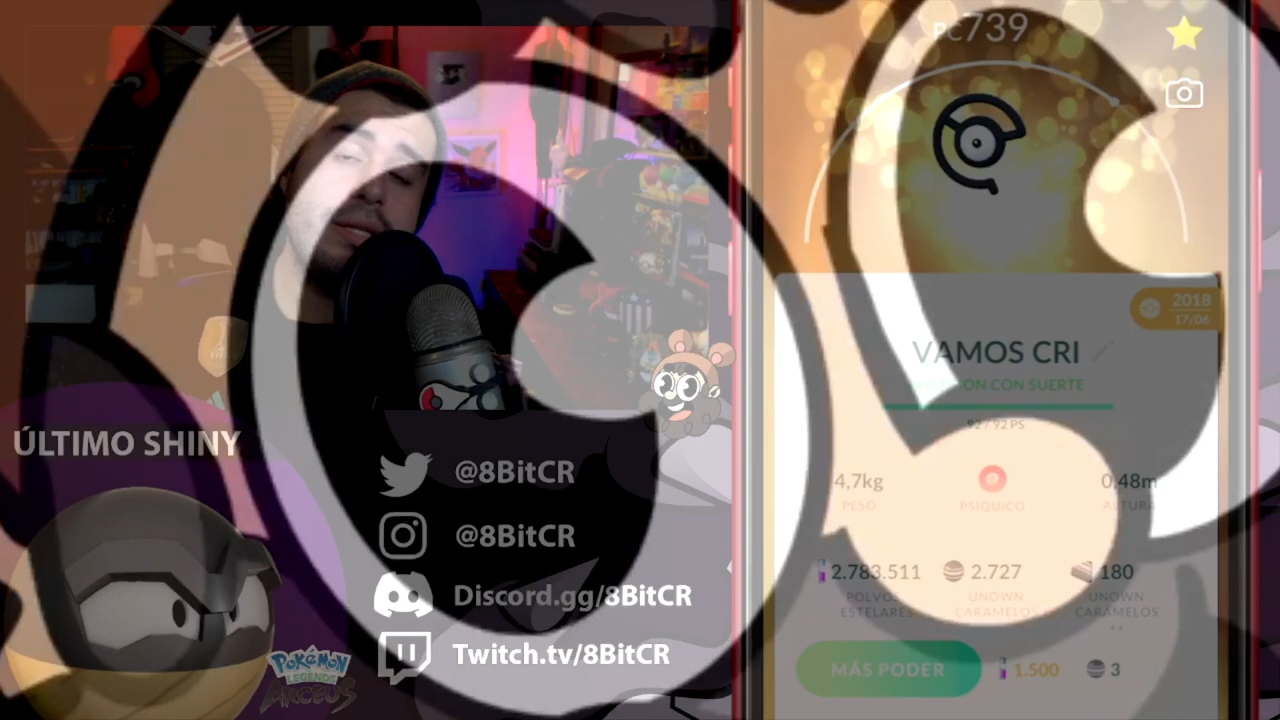 ÚLTIMO SHINY
@8BitCR
@8BitCR
Discord.gg/8BitCR
Twitch.tv/8BitCR
POKÉMON
LEGENDS
ARCEUS
PC739
2018
17/06
VAMOS CRI
CON SUERTE
92 / 92 PS
4,7kg
0,48m
PESO
PSIQUICO
ALTURA
2.783.511
2.727
180
POLVOS
ESTELARES
UNOWN
CARAMELOS
UNOWN
CARAMELOS
MÁS PODER
1.500
3